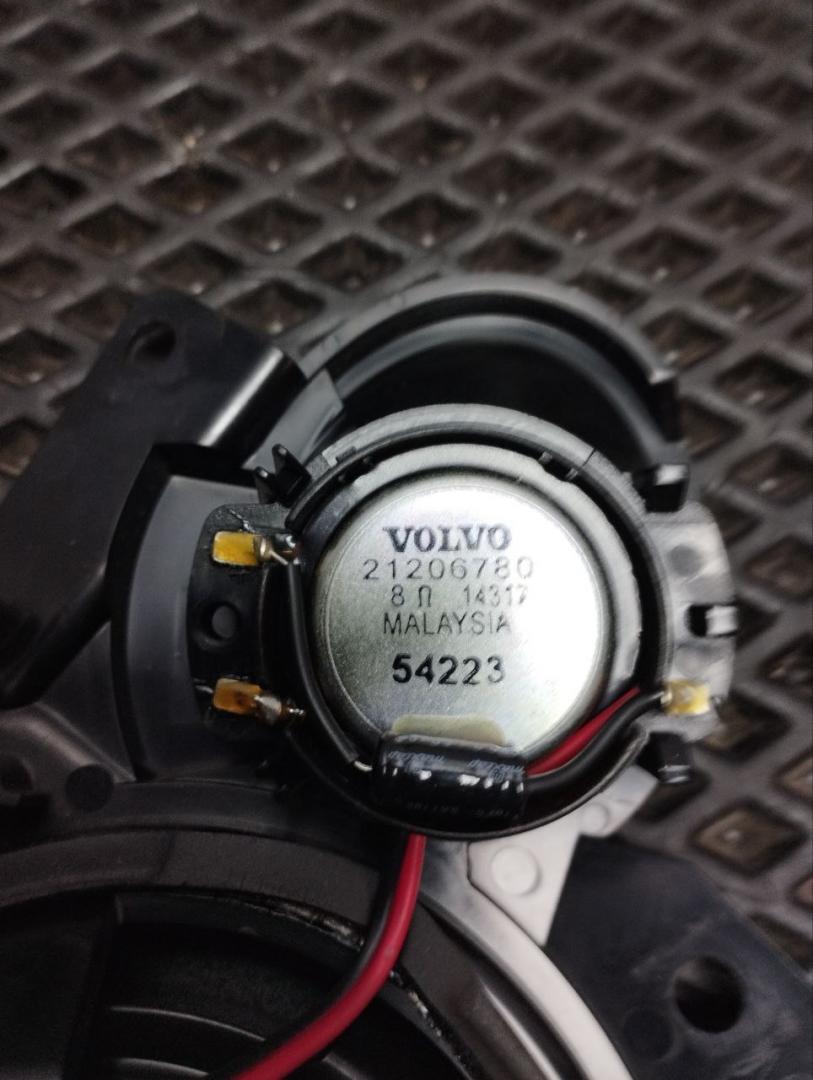 VOLVO
21206780
8 Ω 14317
MALAYSIA
54223